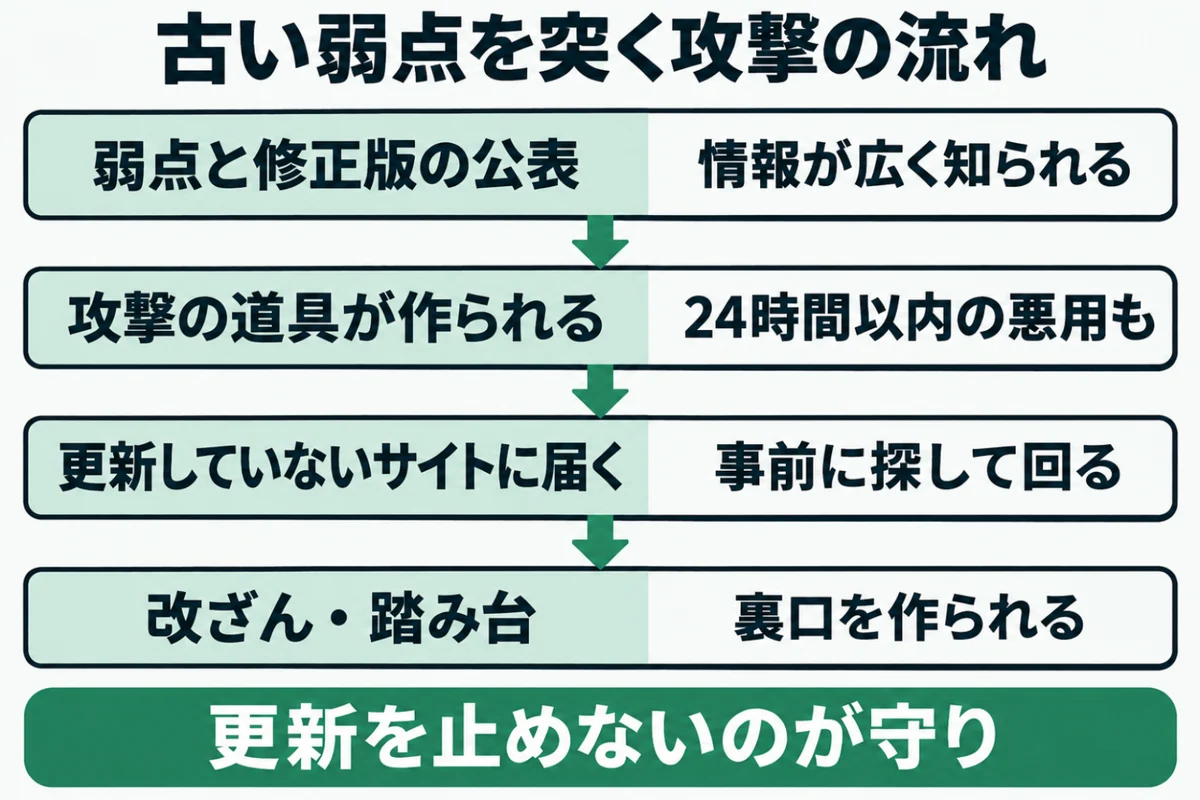 古い弱点を突く攻撃の流れ
弱点と修正版の公表
情報が広く知られる
攻撃の道具が作られる
24時間以内の悪用も
更新していないサイトに届く
事前に探して回る
改ざん・踏み台
裏口を作られる
更新を止めないのが守り